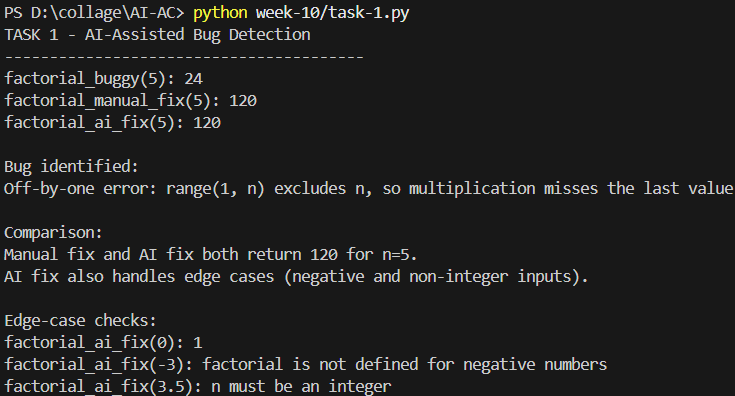 PS D:\collage\AI-AC> python week-10/task-1.py
TASK 1 - AI-Assisted Bug Detection
----------------------------------------
factorial_buggy(5): 24
factorial_manual_fix(5): 120
factorial_ai_fix(5): 120
Bug identified:
Off-by-one error: range(1, n) excludes n, so multiplication misses the last value
Comparison:
Manual fix and AI fix both return 120 for n=5.
AI fix also handles edge cases (negative and non-integer inputs).
Edge-case checks:
factorial_ai_fix(0): 1
factorial_ai_fix(-3): factorial is not defined for negative numbers
factorial_ai_fix(3.5): n must be an integer